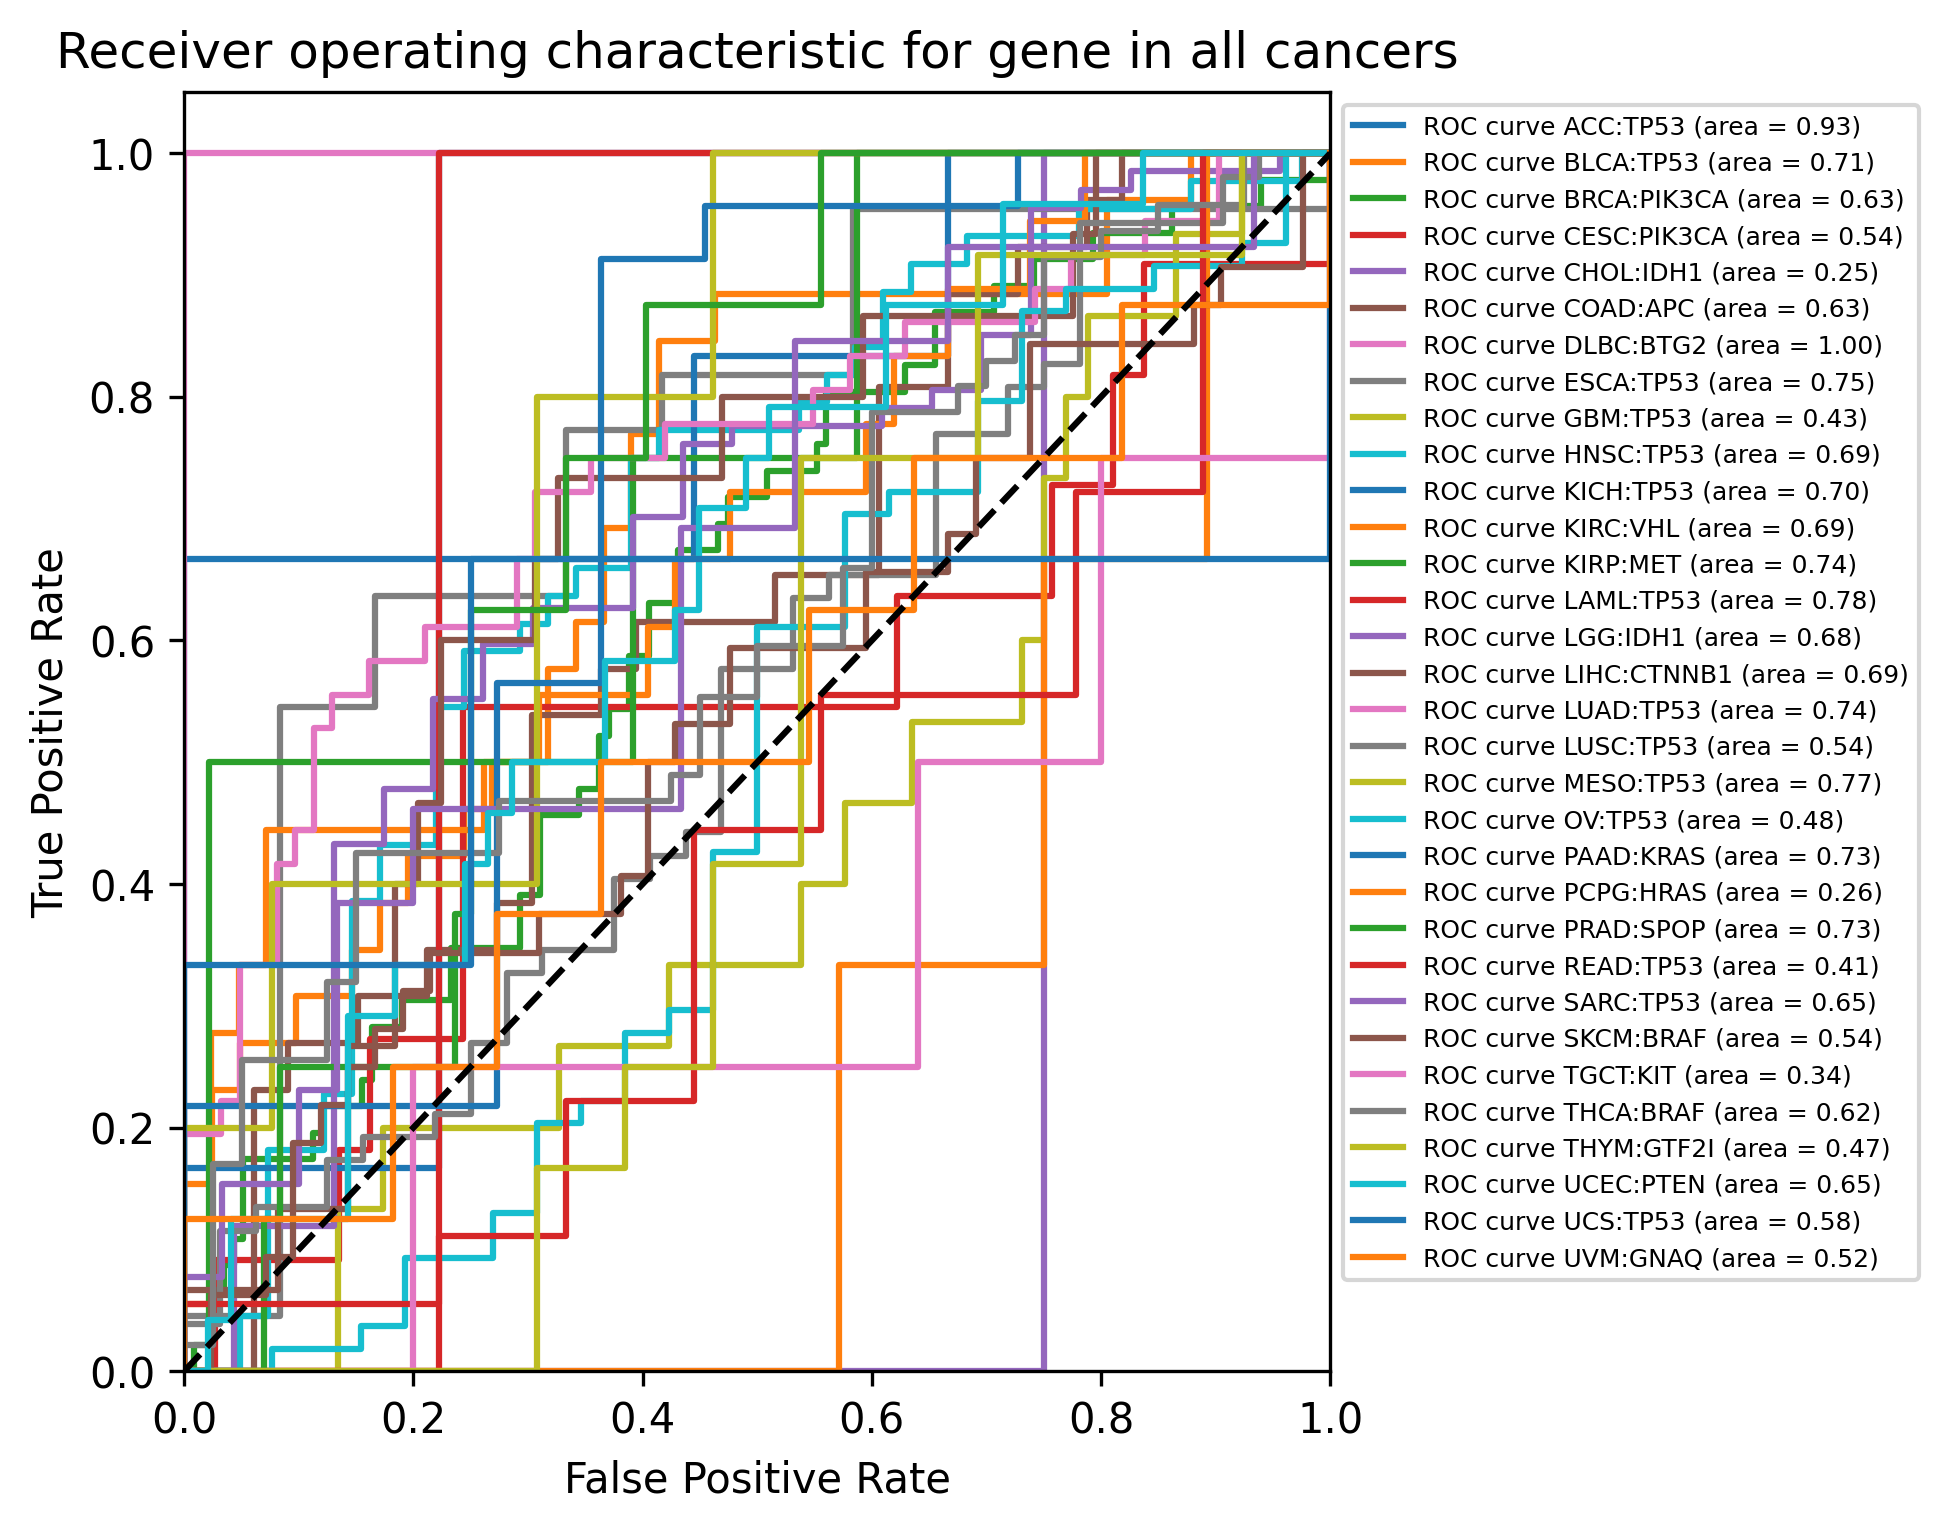 Receiver operating characteristic for gene in all cancers
True Positive Rate
1.0
0.8
0.6
0.4
0.2
0.0
0.0 0.2 0.4 0.6 0.8 1.0
False Positive Rate
ROC curve ACC:TP53 (area = 0.93)
ROC curve BLCA:TP53 (area = 0.71)
ROC curve BRCA:PIK3CA (area = 0.63)
ROC curve CESC:PIK3CA (area = 0.54)
ROC curve CHOL:IDH1 (area = 0.25)
ROC curve COAD:APC (area = 0.63)
ROC curve DLBC:BTG2 (area = 1.00)
ROC curve ESCA:TP53 (area = 0.75)
ROC curve GBM:TP53 (area = 0.43)
ROC curve HNSC:TP53 (area = 0.69)
ROC curve KICH:TP53 (area = 0.70)
ROC curve KIRC:VHL (area = 0.69)
ROC curve KIRP:MET (area = 0.74)
ROC curve LAML:TP53 (area = 0.78)
ROC curve LGG:IDH1 (area = 0.68)
ROC curve LIHC:CTNNB1 (area = 0.69)
ROC curve LUAD:TP53 (area = 0.74)
ROC curve LUSC:TP53 (area = 0.54)
ROC curve MESO:TP53 (area = 0.77)
ROC curve OV:TP53 (area = 0.48)
ROC curve PAAD:KRAS (area = 0.73)
ROC curve PCPG:HRAS (area = 0.26)
ROC curve PRAD:SPOP (area = 0.73)
ROC curve READ:TP53 (area = 0.41)
ROC curve SARC:TP53 (area = 0.65)
ROC curve SKCM:BRAF (area = 0.54)
ROC curve TGCT:KIT (area = 0.34)
ROC curve THCA:BRAF (area = 0.62)
ROC curve THYM:GTF2I (area = 0.47)
ROC curve UCEC:PTEN (area = 0.65)
ROC curve UCS:TP53 (area = 0.58)
ROC curve UVM:GNAQ (area = 0.52)